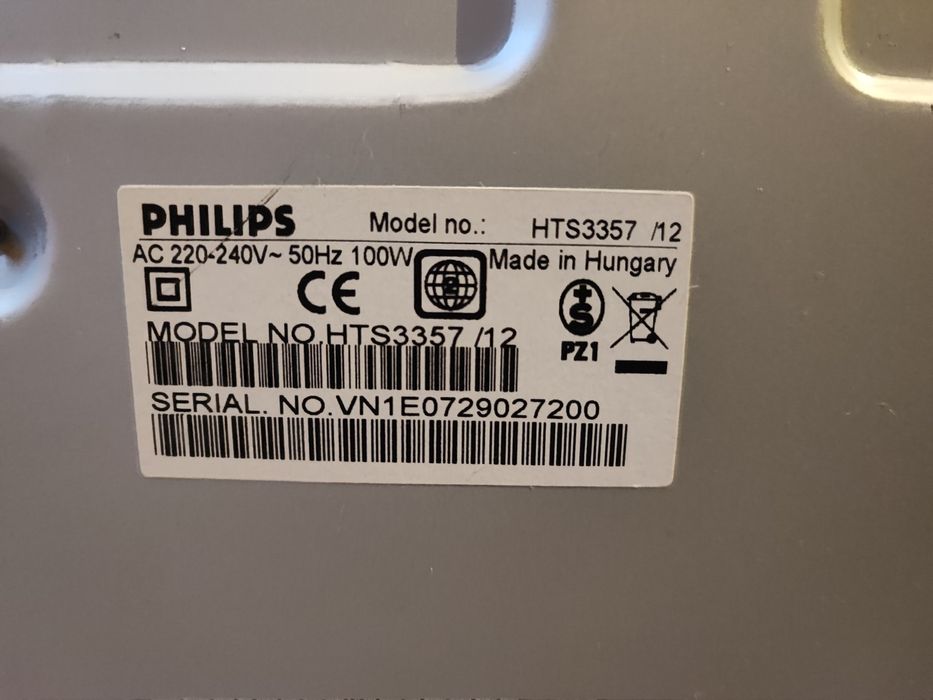 PHILIPS Model no.: HTS3357 /12
AC 220-240V~ 50Hz 100W Made in Hungary
CE 2 +S
PZ1
MODEL NO.HTS3357 /12
SERIAL. NO.VN1E0729027200